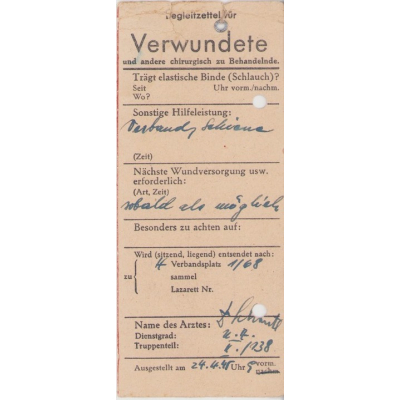 Begleitzettel für
Verwundete
und andere chirurgisch zu Behandelnde.
Trägt elastische Binde (Schlauch)?
Seit Uhr vorm./nachm.
Wo?
Sonstige Hilfeleistung:
Verband, Schiene
(Zeit)
Nächste Wundversorgung usw.
erforderlich:
(Art, Zeit)
sobald als möglich
Besonders zu achten auf:
Wird (sitzend, liegend) entsendet nach:
zu H Verbandsplatz 1/68
sammel
Lazarett Nr.
Name des Arztes:
Dienstgrad:
Truppenteil: 1238
Ausgestellt am 24.4. Uhr 9 vorm.
nachm.